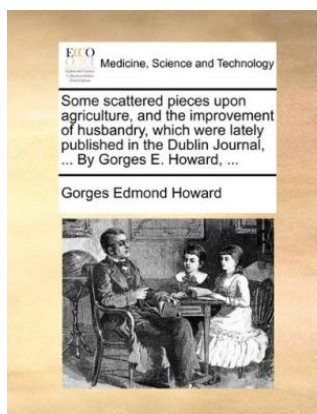 ECCO
Medicine, Science and Technology
Some scattered pieces upon
agriculture, and the improvement
of husbandry, which were lately
published in the Dublin Journal,
... By Gorges E. Howard, ...
Gorges Edmond Howard